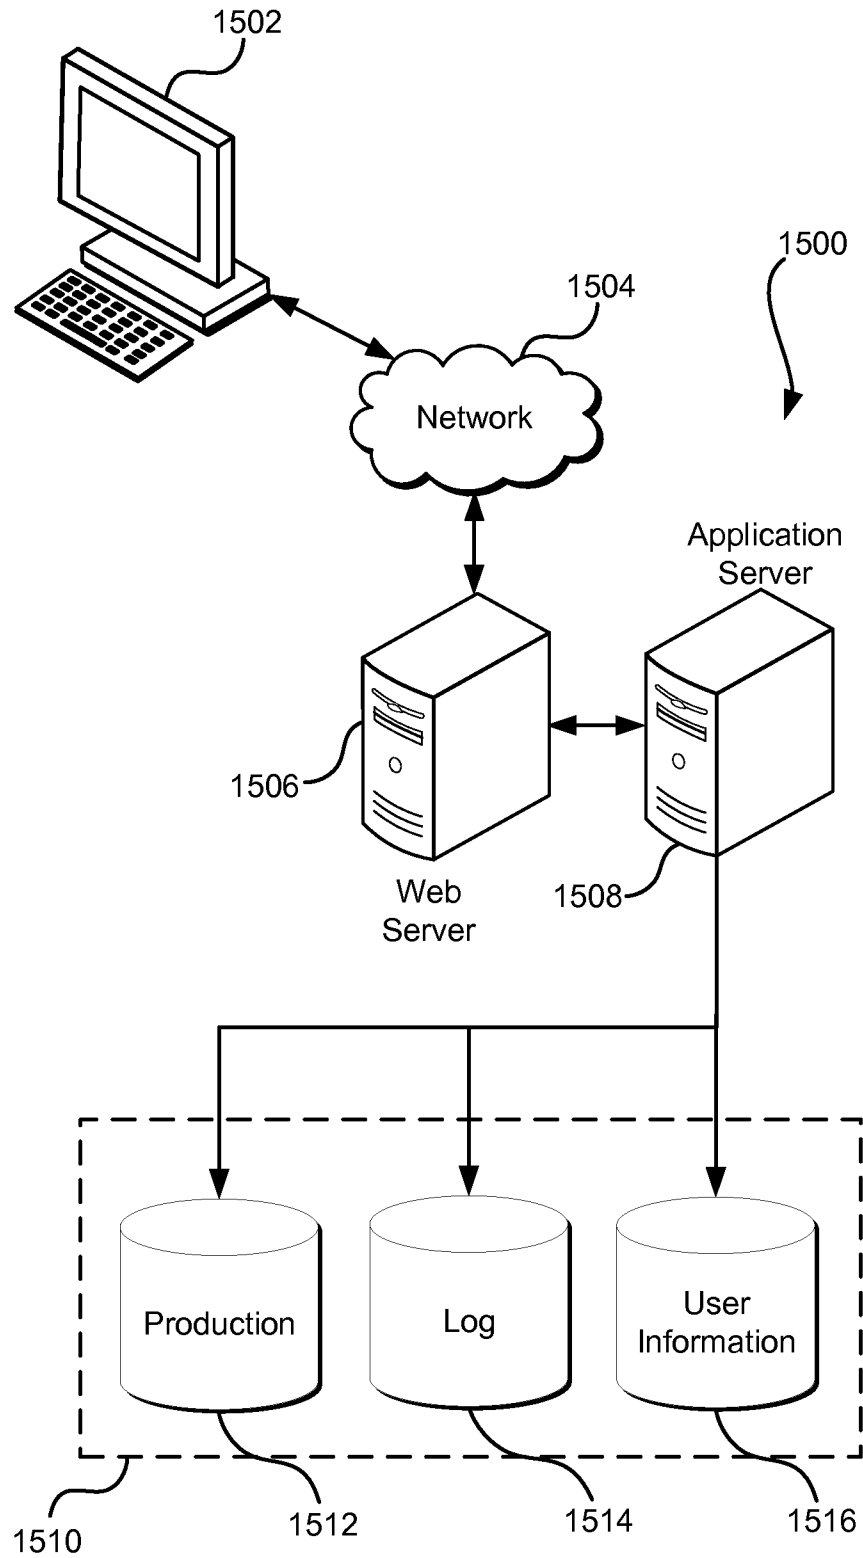 1502
1500
1504
Network
Application
Server
1506
Web
Server
1508
Production
Log
User
Information
1510
1512
1514
1516